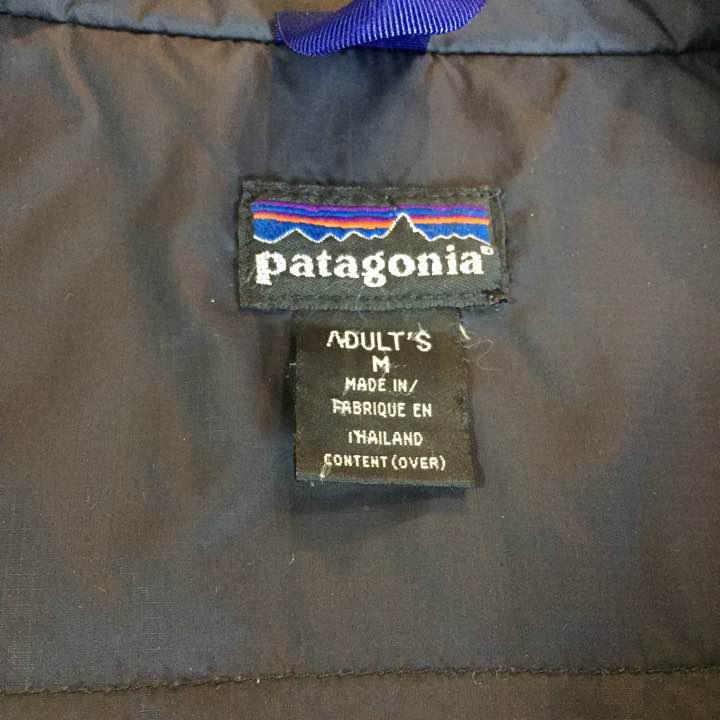 patagonia®
ADULT'S
M
MADE IN/
FABRIQUE EN
THAILAND
CONTENT (OVER)